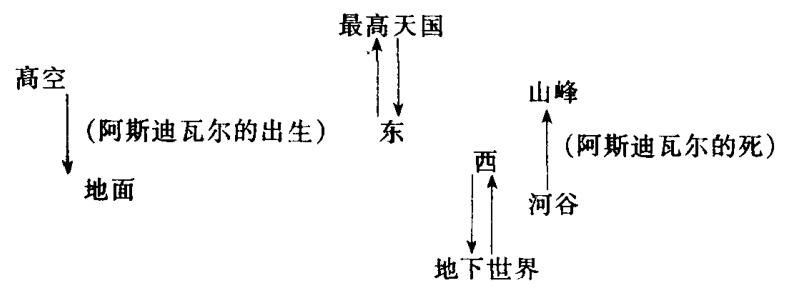 最高天国
高空
山峰
(阿斯迪瓦尔的出生)
东
(阿斯迪瓦尔的死)
西
地面
河谷
地下世界